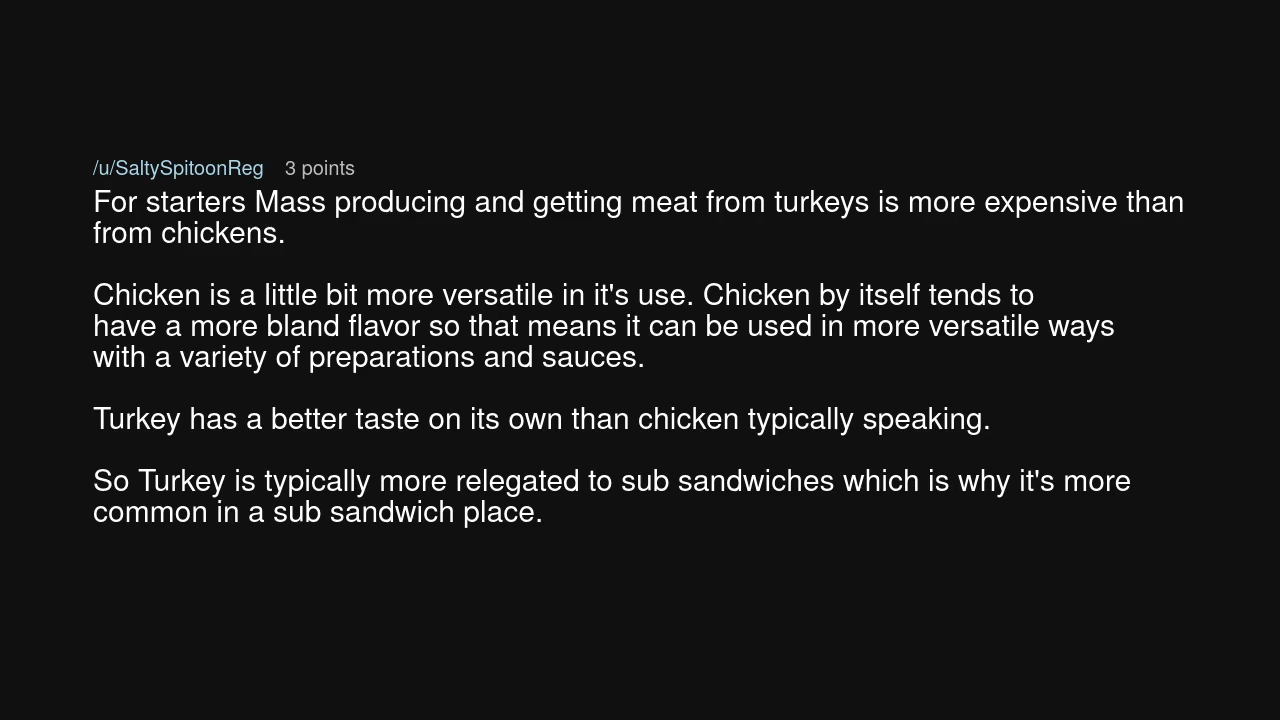 /u/SaltySpitoonReg 3 points
For starters Mass producing and getting meat from turkeys is more expensive than
from chickens.
Chicken is a little bit more versatile in it's use. Chicken by itself tends to
have a more bland flavor so that means it can be used in more versatile ways
with a variety of preparations and sauces.
Turkey has a better taste on its own than chicken typically speaking.
So Turkey is typically more relegated to sub sandwiches which is why it's more
common in a sub sandwich place.